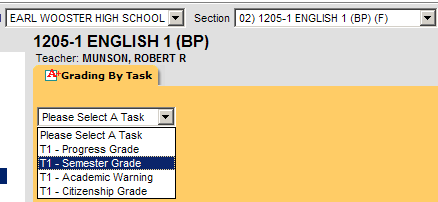 EARL WOOSTER HIGH SCHOOL Section 02) 1205-1 ENGLISH 1 (BP) (F)
1205-1 ENGLISH 1 (BP)
Teacher: MUNSON, ROBERT R
Grading By Task
Please Select A Task
Please Select A Task
T1 - Progress Grade
T1 - Semester Grade
T1 - Academic Warning
T1 - Citizenship Grade